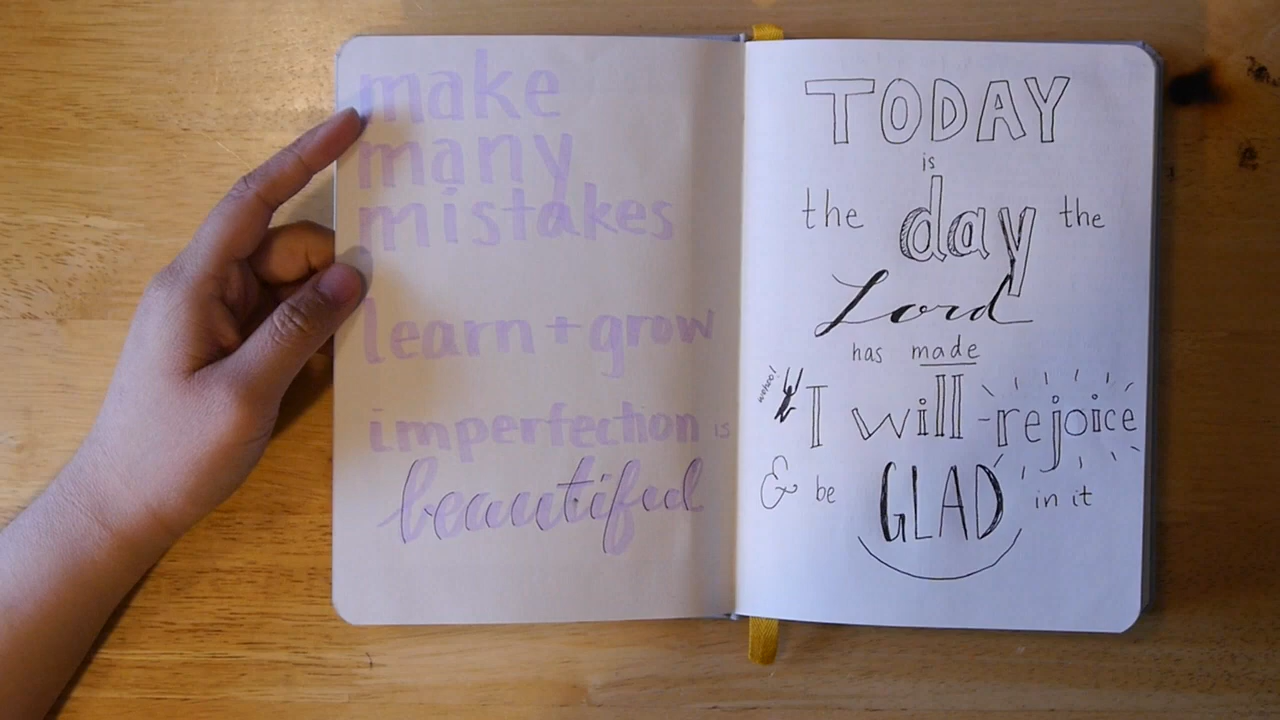 make
many
mistakes
learn + grow
imperfection is
beautiful
TODAY
is
the day the
Lord
has made
wohoo!
I will rejoice
& be GLAD in it